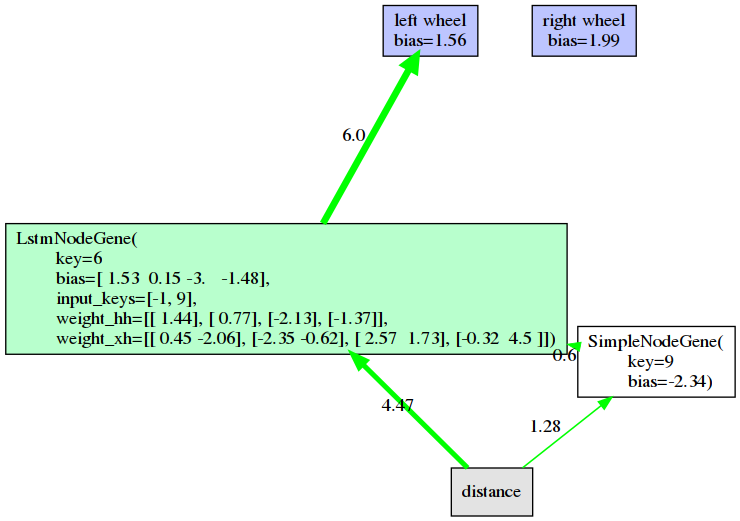 left wheel
bias=1.56
right wheel
bias=1.99
6.0
LstmNodeGene(
key=6
bias=[ 1.53 0.15 -3. -1.48],
input_keys=[-1, 9],
weight_hh=[[ 1.44], [ 0.77], [-2.13], [-1.37]],
weight_xh=[[ 0.45 -2.06], [-2.35 -0.62], [ 2.57 1.73], [-0.32 4.5 ]])
0.6
SimpleNodeGene(
key=9
bias=-2.34)
4.47
1.28
distance